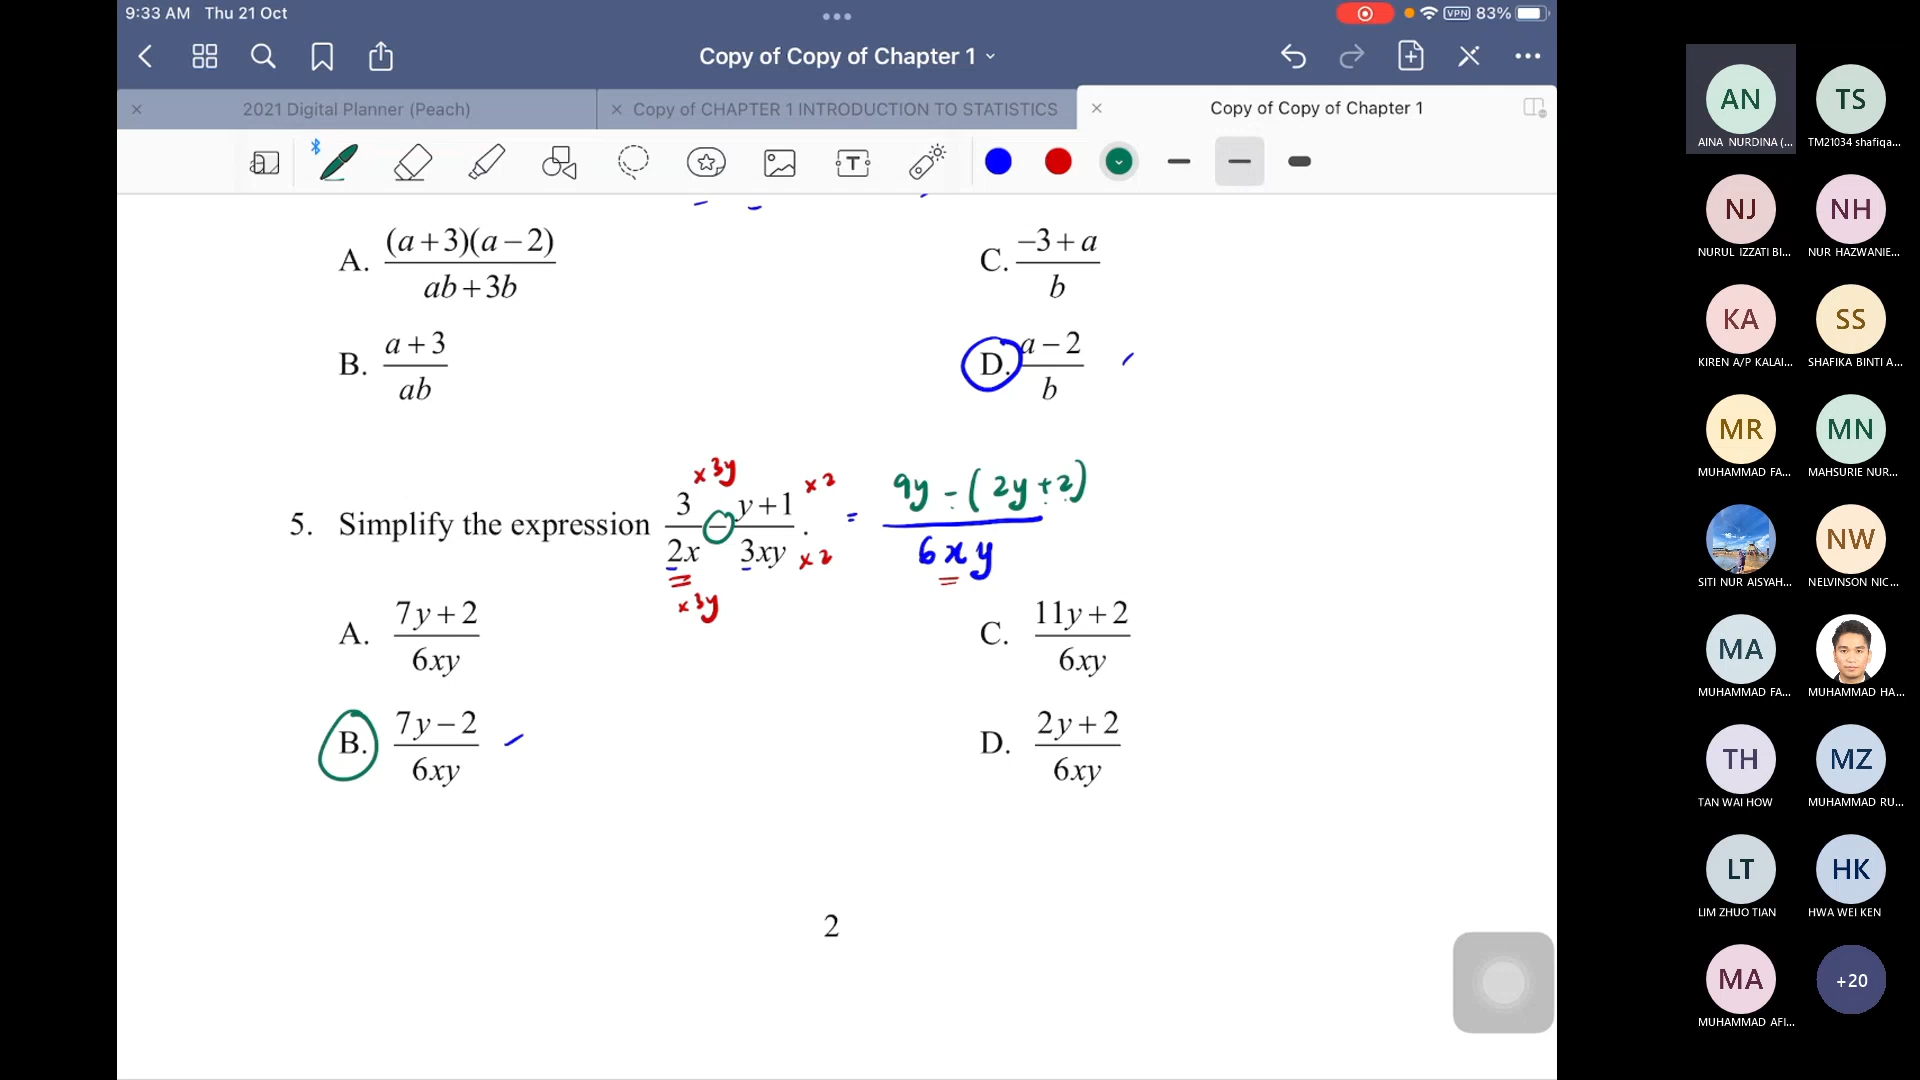 9:33 AM Thu 21 Oct
VPN 83%
Copy of Copy of Chapter 1
2021 Digital Planner (Peach)
Copy of CHAPTER 1 INTRODUCTION TO STATISTICS
Copy of Copy of Chapter 1
A. (a+3)(a−2) / ab+3b
C. −3+a / b
B. a+3 / ab
D. a−2 / b
×3y ×2
5. Simplify the expression 3/2x − y+1/3xy . = 9y − (2y+2) / 6xy
×2
×3y
A. 7y+2 / 6xy
C. 11y+2 / 6xy
B. 7y−2 / 6xy
D. 2y+2 / 6xy
2
AN TS
AINA NURDINA (... TM21034 shafiqa...
NJ NH
NURUL IZZATI BI... NUR HAZWANIE...
KA SS
KIREN A/P KALAI... SHAFIKA BINTI A...
MR MN
MUHAMMAD FA... MAHSURIE NUR...
NW
SITI NUR AISYAH... NELVINSON NIC...
MA
MUHAMMAD FA... MUHAMMAD HA...
TH MZ
TAN WAI HOW MUHAMMAD RU...
LT HK
LIM ZHUO TIAN HWA WEI KEN
MA +20
MUHAMMAD AFI...